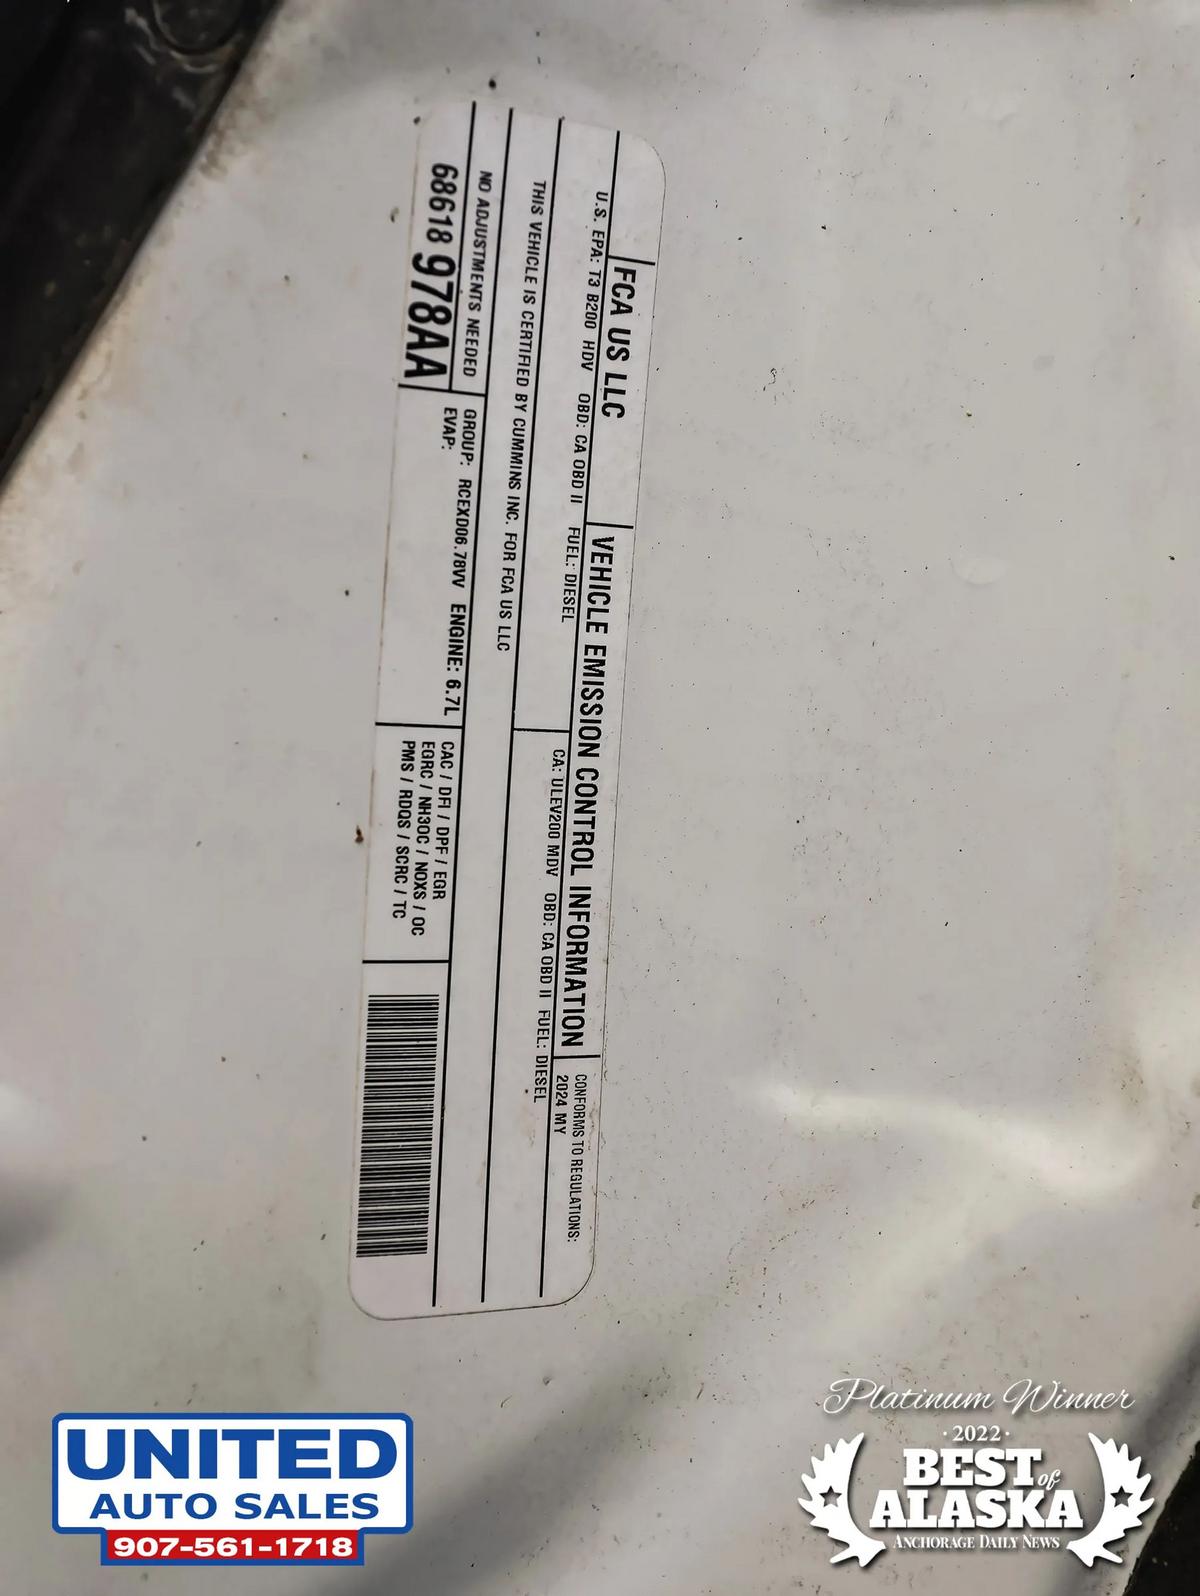 FCA US LLC
VEHICLE EMISSION CONTROL INFORMATION
CONFORMS TO REGULATIONS:
2024 MY
U.S. EPA: T3 B200 HDV OBD: CA OBD II FUEL: DIESEL
CA: ULEV200 MDV OBD: CA OBD II FUEL: DIESEL
THIS VEHICLE IS CERTIFIED BY CUMMINS INC. FOR FCA US LLC
NO ADJUSTMENTS NEEDED
68618 978AA
GROUP: RCEXD06.78VV ENGINE: 6.7L
EVAP:
CAC / DFI / DPF / EGR
EGRC / NH3OC / NOXS / OC
PMS / RDQS / SCRC / TC
UNITED
AUTO SALES
907-561-1718
Platinum Winner
·2022·
BEST of
ALASKA
ANCHORAGE DAILY NEWS